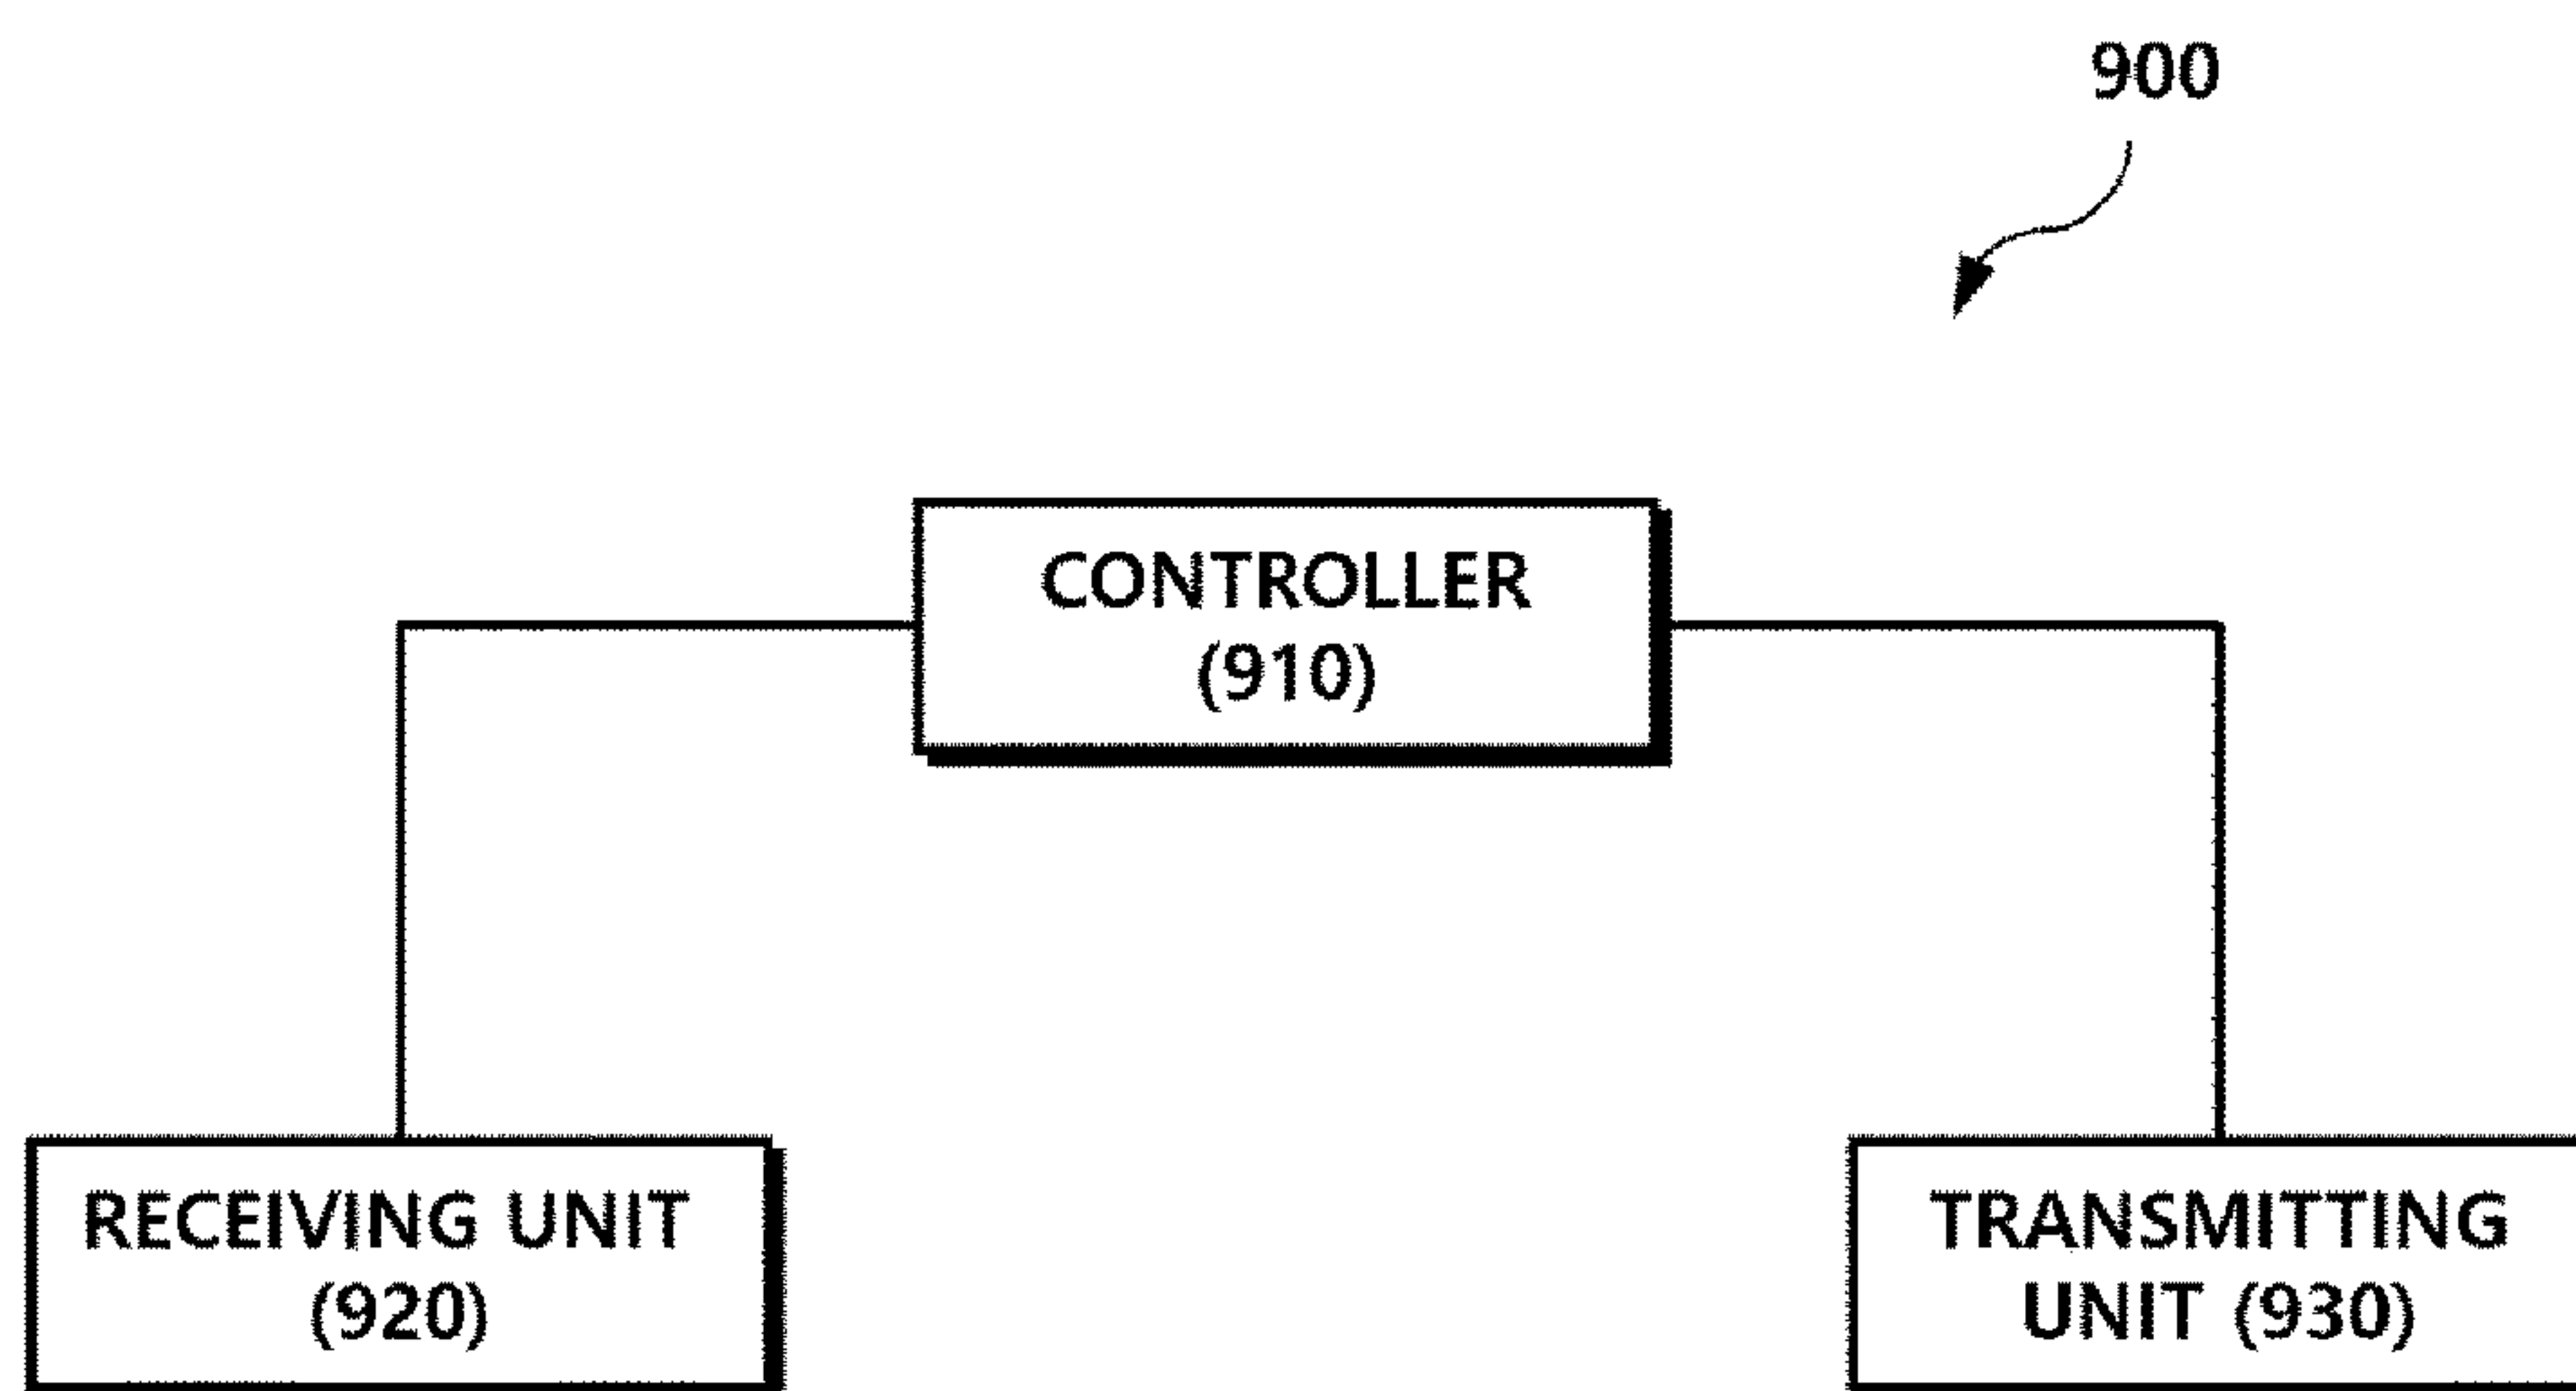 900
CONTROLLER
(910)
RECEIVING UNIT
(920)
TRANSMITTING
UNIT (930)